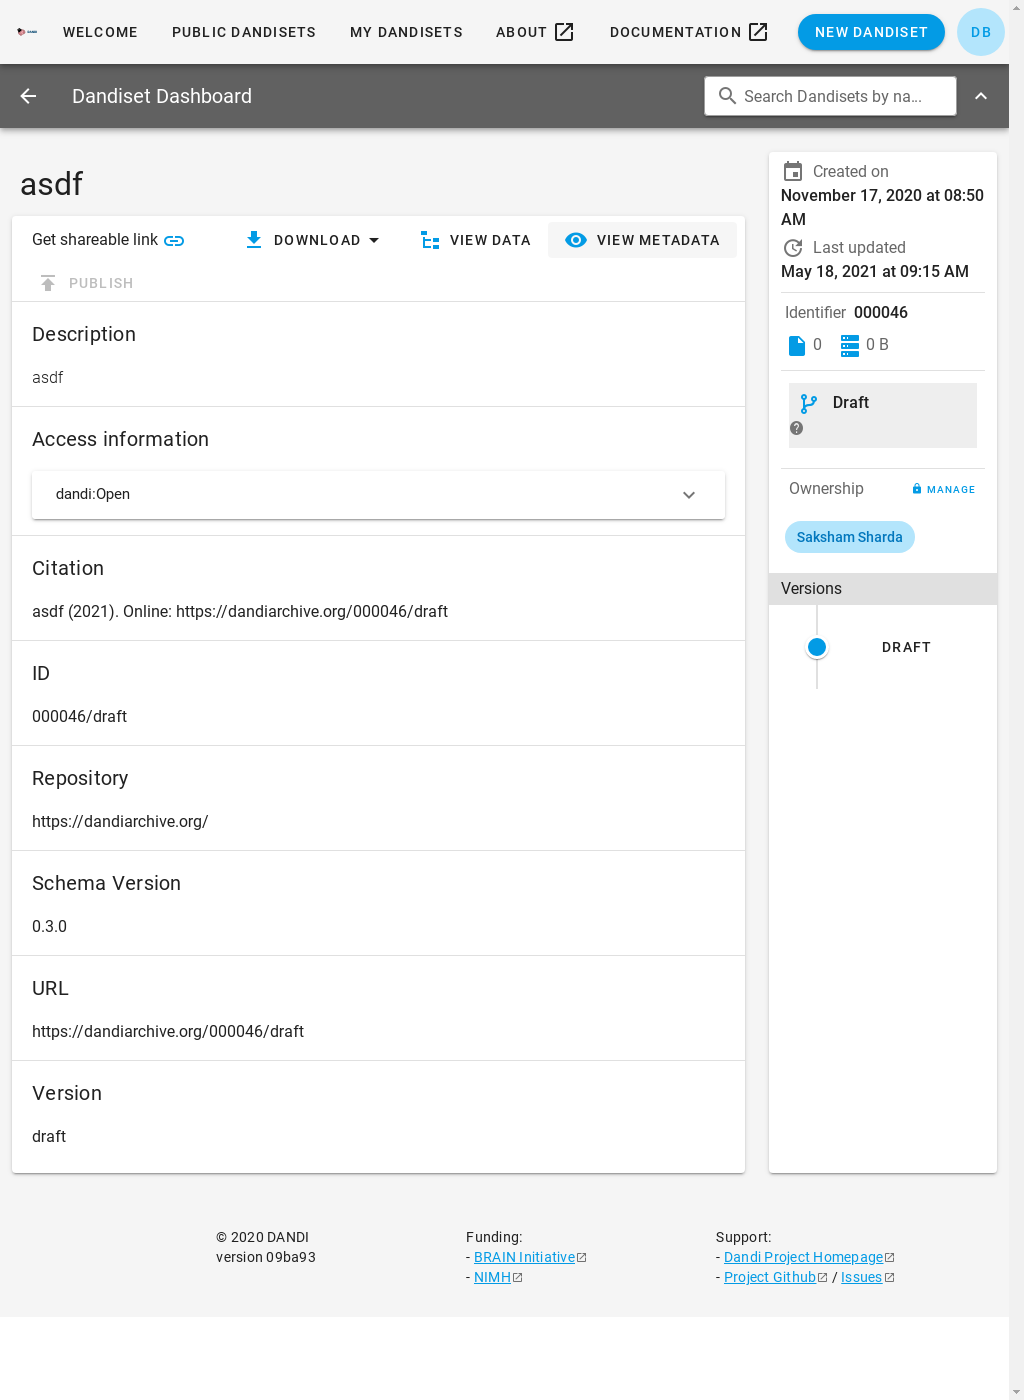 WELCOME PUBLIC DANDISETS MY DANDISETS ABOUT DOCUMENTATION NEW DANDISET DB
Dandiset Dashboard Search Dandisets by na...
asdf
Get shareable link DOWNLOAD VIEW DATA VIEW METADATA
PUBLISH
Description
asdf
Access information
dandi:Open
Citation
asdf (2021). Online: https://dandiarchive.org/000046/draft
ID
000046/draft
Repository
https://dandiarchive.org/
Schema Version
0.3.0
URL
https://dandiarchive.org/000046/draft
Version
draft
Created on
November 17, 2020 at 08:50
AM
Last updated
May 18, 2021 at 09:15 AM
Identifier 000046
0 0 B
Draft
Ownership MANAGE
Saksham Sharda
Versions
DRAFT
© 2020 DANDI
version 09ba93
Funding:
- BRAIN Initiative
- NIMH
Support:
- Dandi Project Homepage
- Project Github / Issues